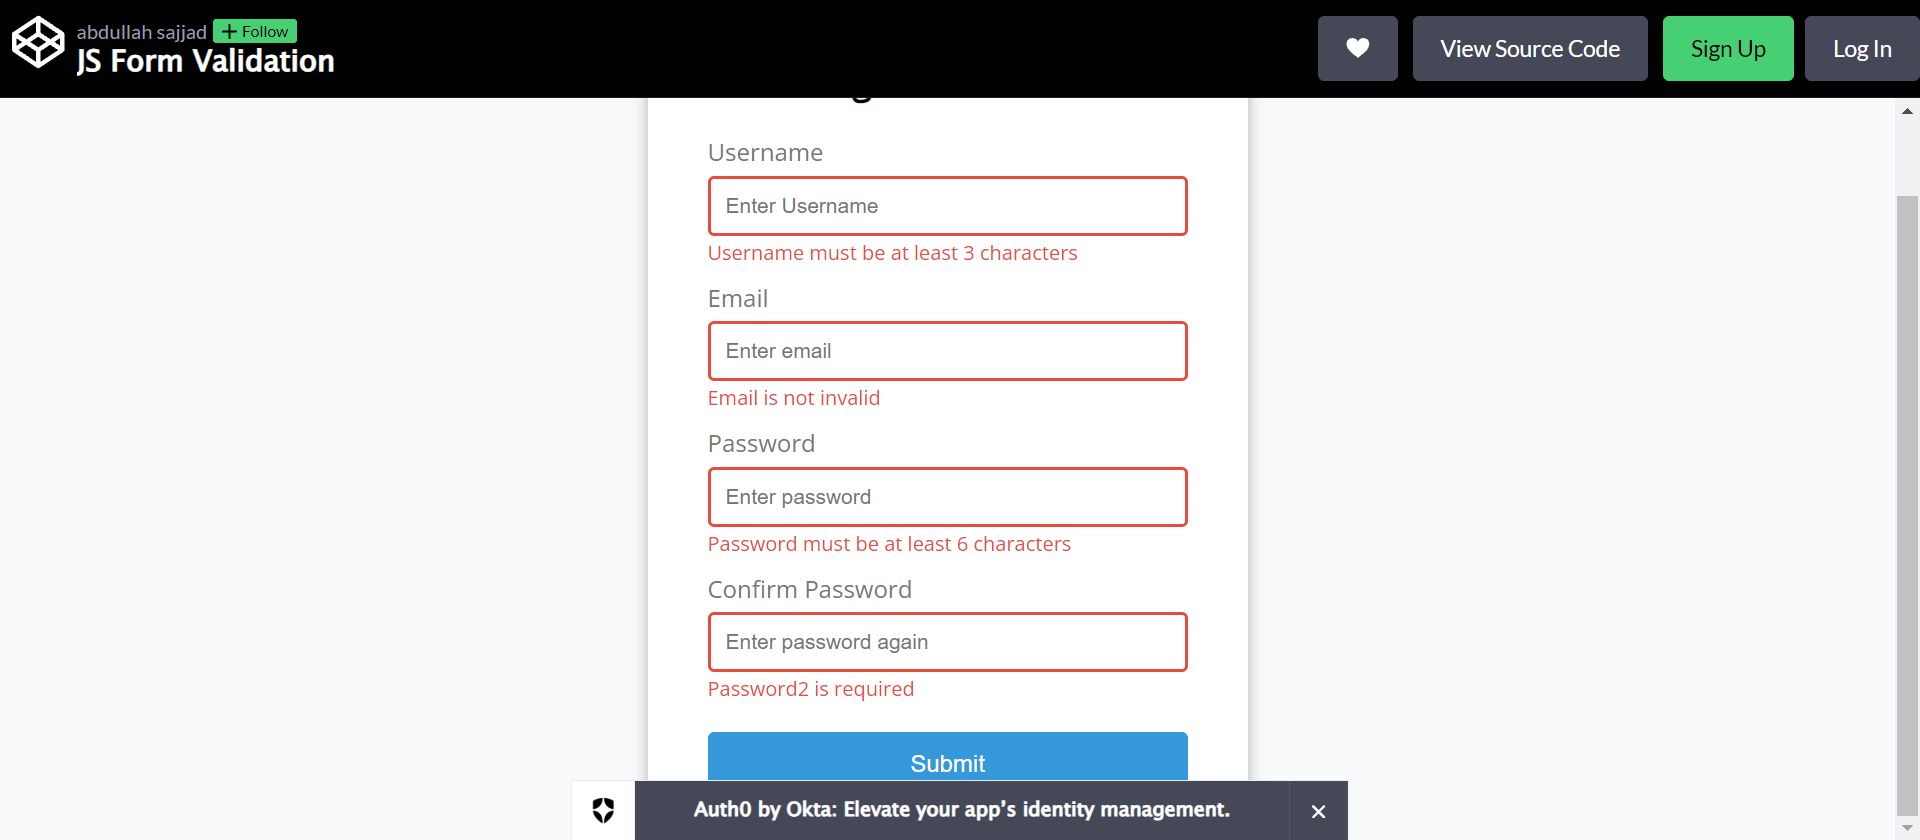 abdullah sajjad + Follow
JS Form Validation
View Source Code
Sign Up
Log In
Username
Enter Username
Username must be at least 3 characters
Email
Enter email
Email is not invalid
Password
Enter password
Password must be at least 6 characters
Confirm Password
Enter password again
Password2 is required
Submit
Auth0 by Okta: Elevate your app’s identity management.